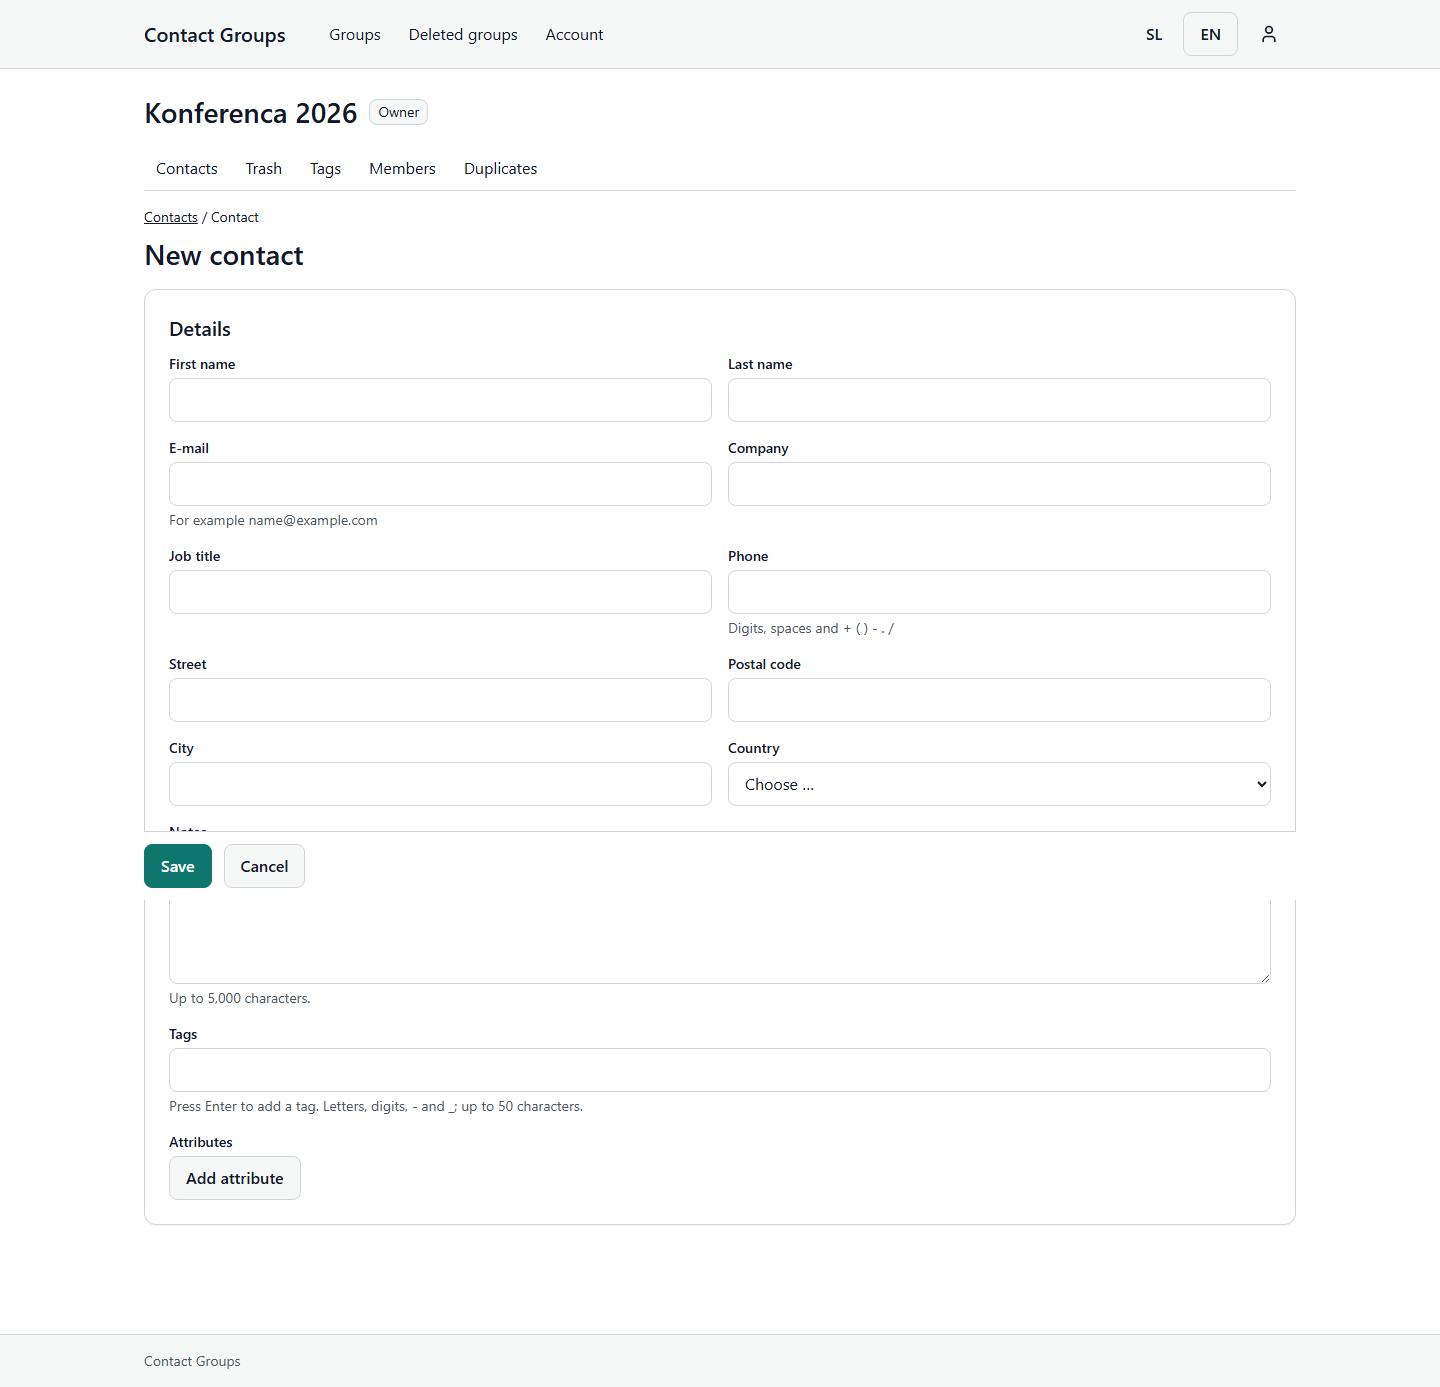 Contact Groups Groups Deleted groups Account SL EN
Konferenca 2026 Owner
Contacts Trash Tags Members Duplicates
Contacts / Contact
New contact
Details
First name Last name
E-mail Company
For example name@example.com
Job title Phone
Digits, spaces and + ( ) - . /
Street Postal code
City Country
Choose ...
Notes
Save Cancel
Up to 5,000 characters.
Tags
Press Enter to add a tag. Letters, digits, - and _; up to 50 characters.
Attributes
Add attribute
Contact Groups